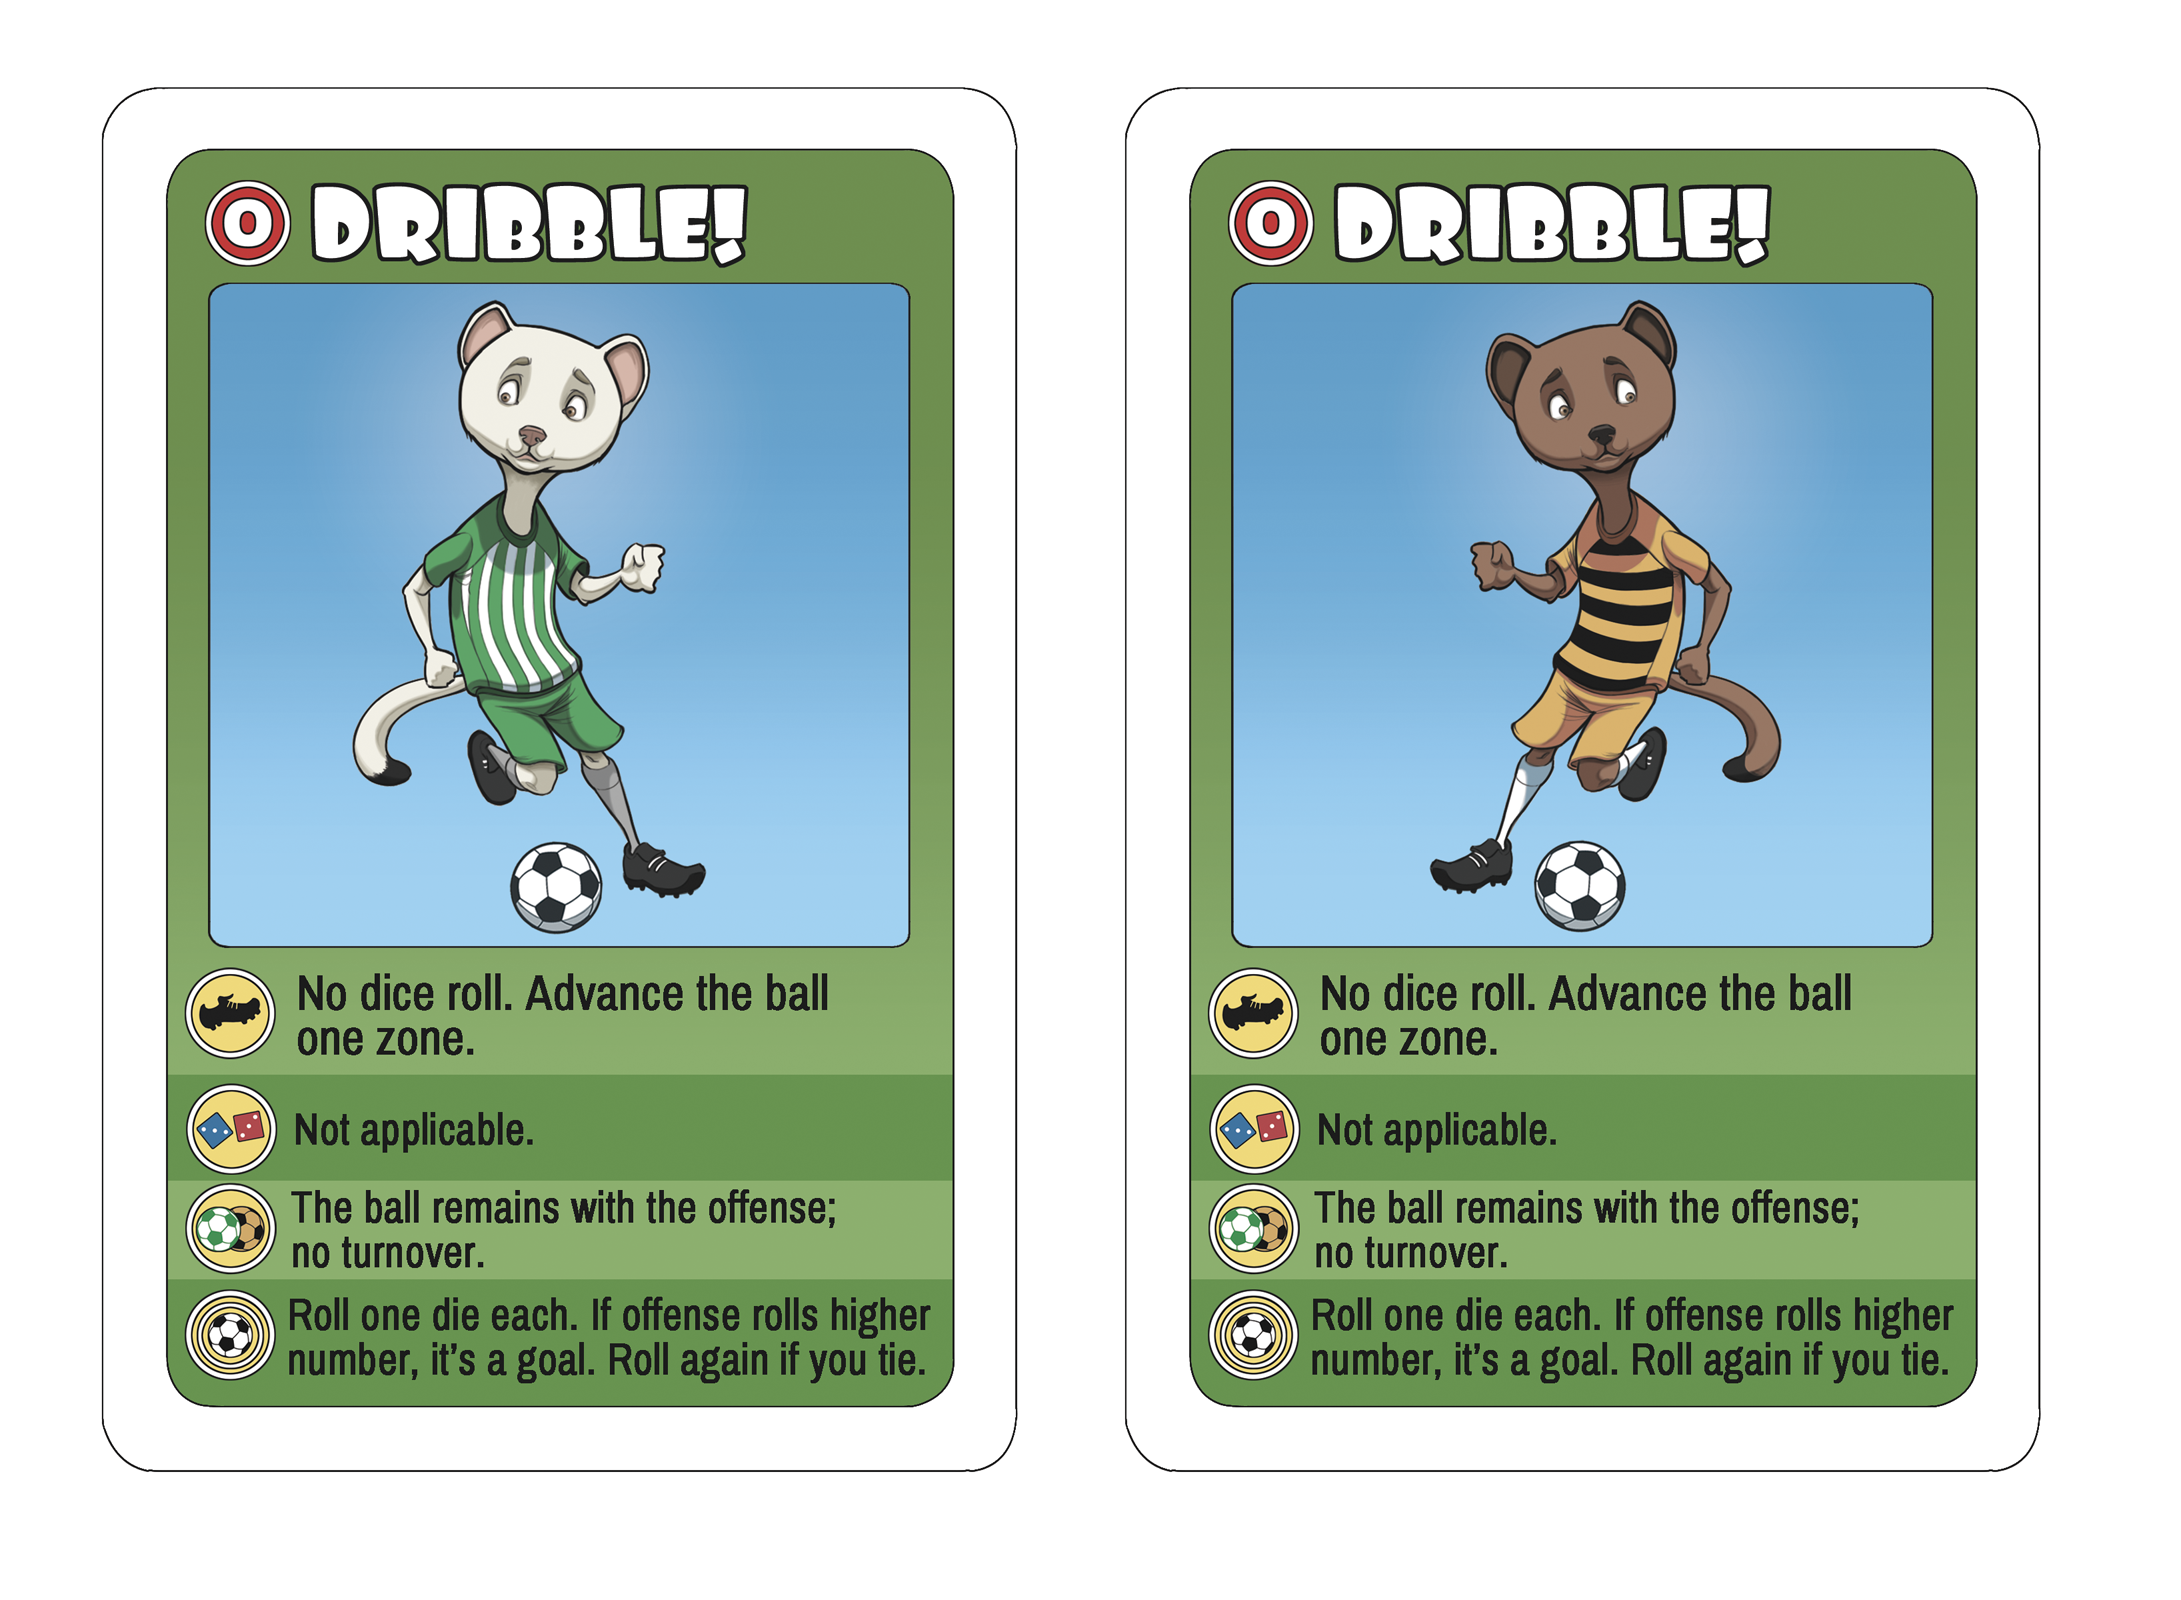 O DRIBBLE!
No dice roll. Advance the ball
one zone.
Not applicable.
The ball remains with the offense;
no turnover.
Roll one die each. If offense rolls higher
number, it's a goal. Roll again if you tie.
O DRIBBLE!
No dice roll. Advance the ball
one zone.
Not applicable.
The ball remains with the offense;
no turnover.
Roll one die each. If offense rolls higher
number, it's a goal. Roll again if you tie.